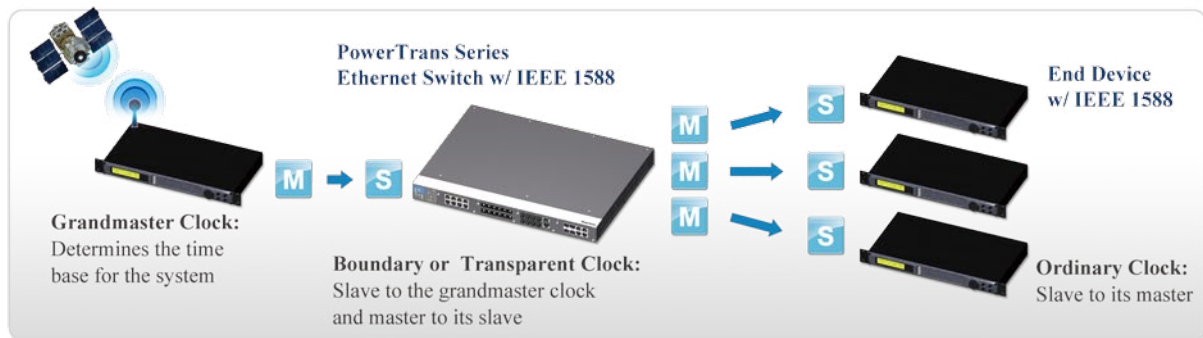 PowerTrans Series
Ethernet Switch w/ IEEE 1588
End Device
w/ IEEE 1588
M
S
M
M
M
S
S
S
Grandmaster Clock:
Determines the time
base for the system
Boundary or Transparent Clock:
Slave to the grandmaster clock
and master to its slave
Ordinary Clock:
Slave to its master